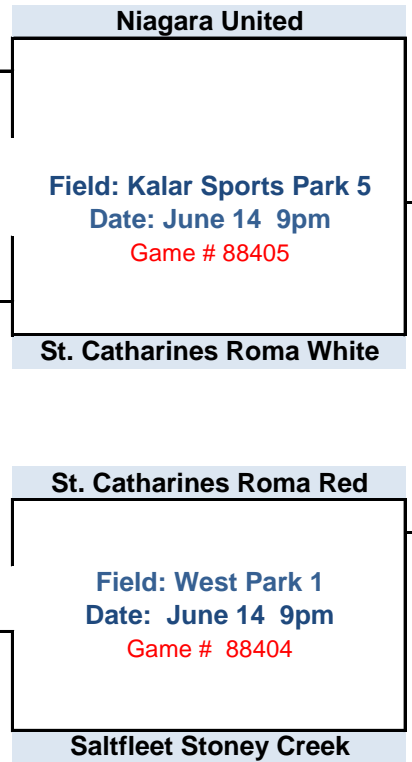 Niagara United
Field: Kalar Sports Park 5
Date: June 14  9pm
Game # 88405
St. Catharines Roma White
St. Catharines Roma Red
Field: West Park 1
Date:  June 14  9pm
Game #  88404
Saltfleet Stoney Creek